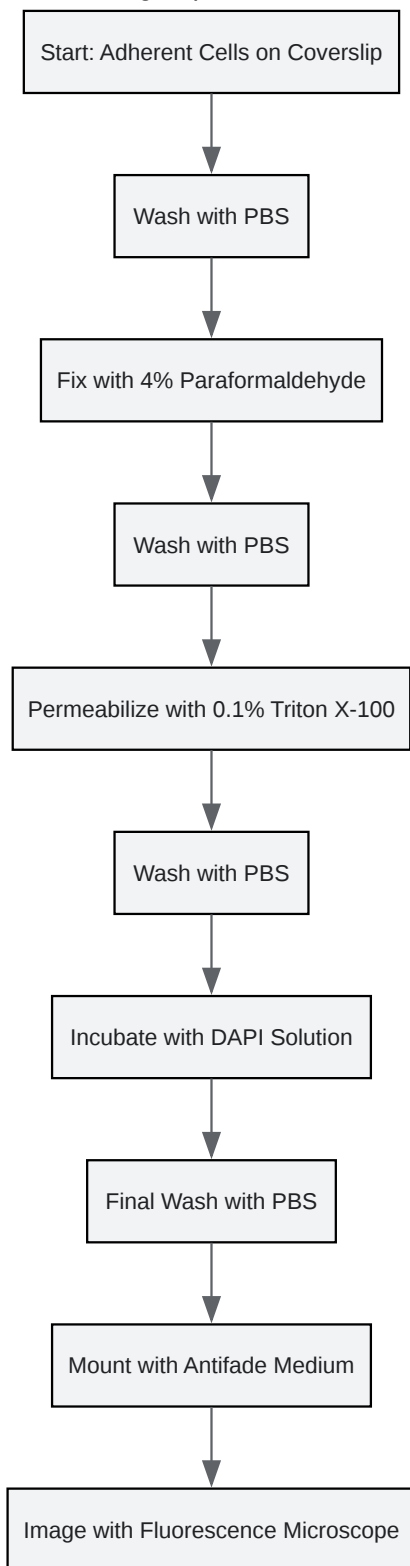 Start: Adherent Cells on Coverslip
Wash with PBS
Fix with 4% Paraformaldehyde
Wash with PBS
Permeabilize with 0.1% Triton X-100
Wash with PBS
Incubate with DAPI Solution
Final Wash with PBS
Mount with Antifade Medium
Image with Fluorescence Microscope